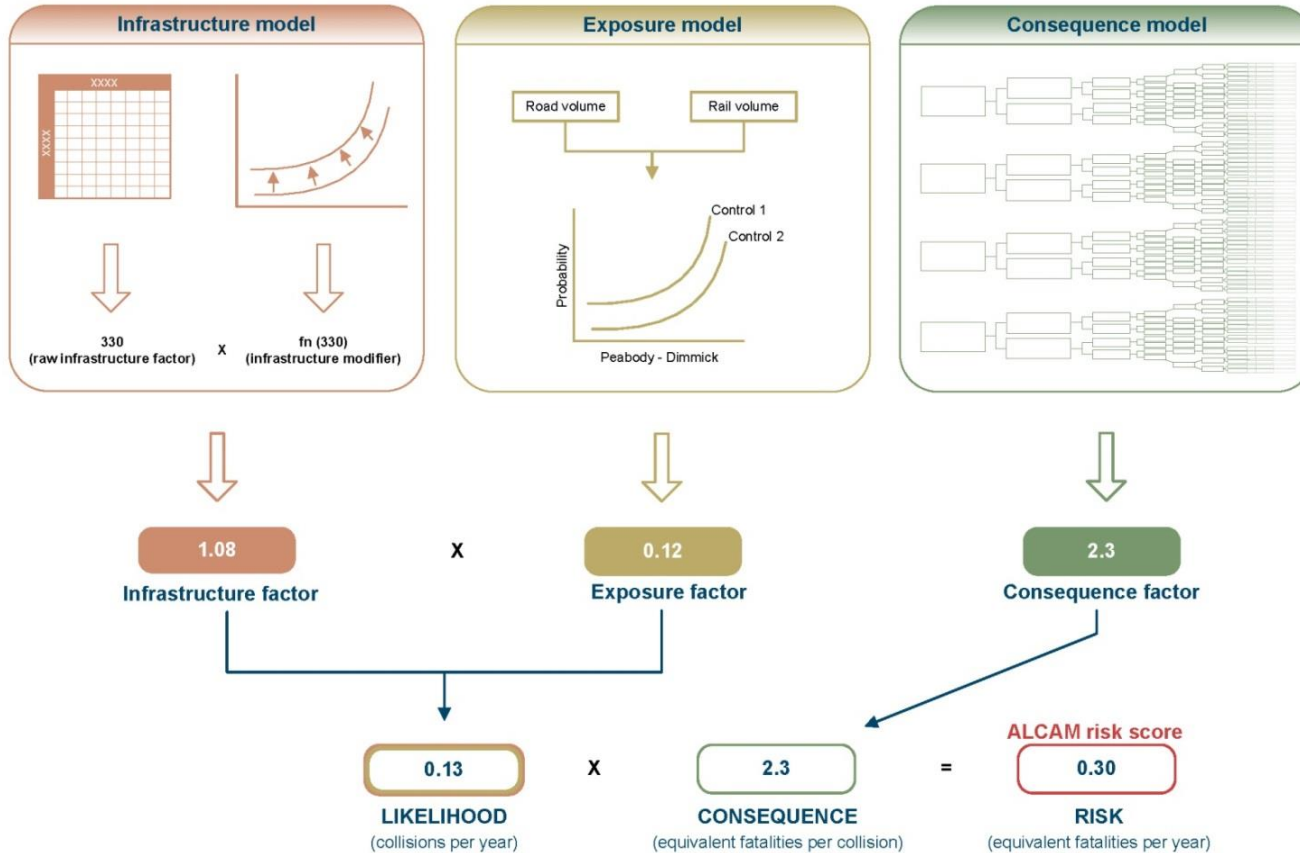 Infrastructure model
Exposure model
Consequence model
XXXX
XXXX
Road volume
Rail volume
Control 1
Control 2
Probability
Peabody - Dimmick
330
(raw infrastructure factor)
X
fn (330)
(infrastructure modifier)
1.08
X
0.12
2.3
Infrastructure factor
Exposure factor
Consequence factor
ALCAM risk score
0.13
X
2.3
=
0.30
LIKELIHOOD
(collisions per year)
CONSEQUENCE
(equivalent fatalities per collision)
RISK
(equivalent fatalities per year)